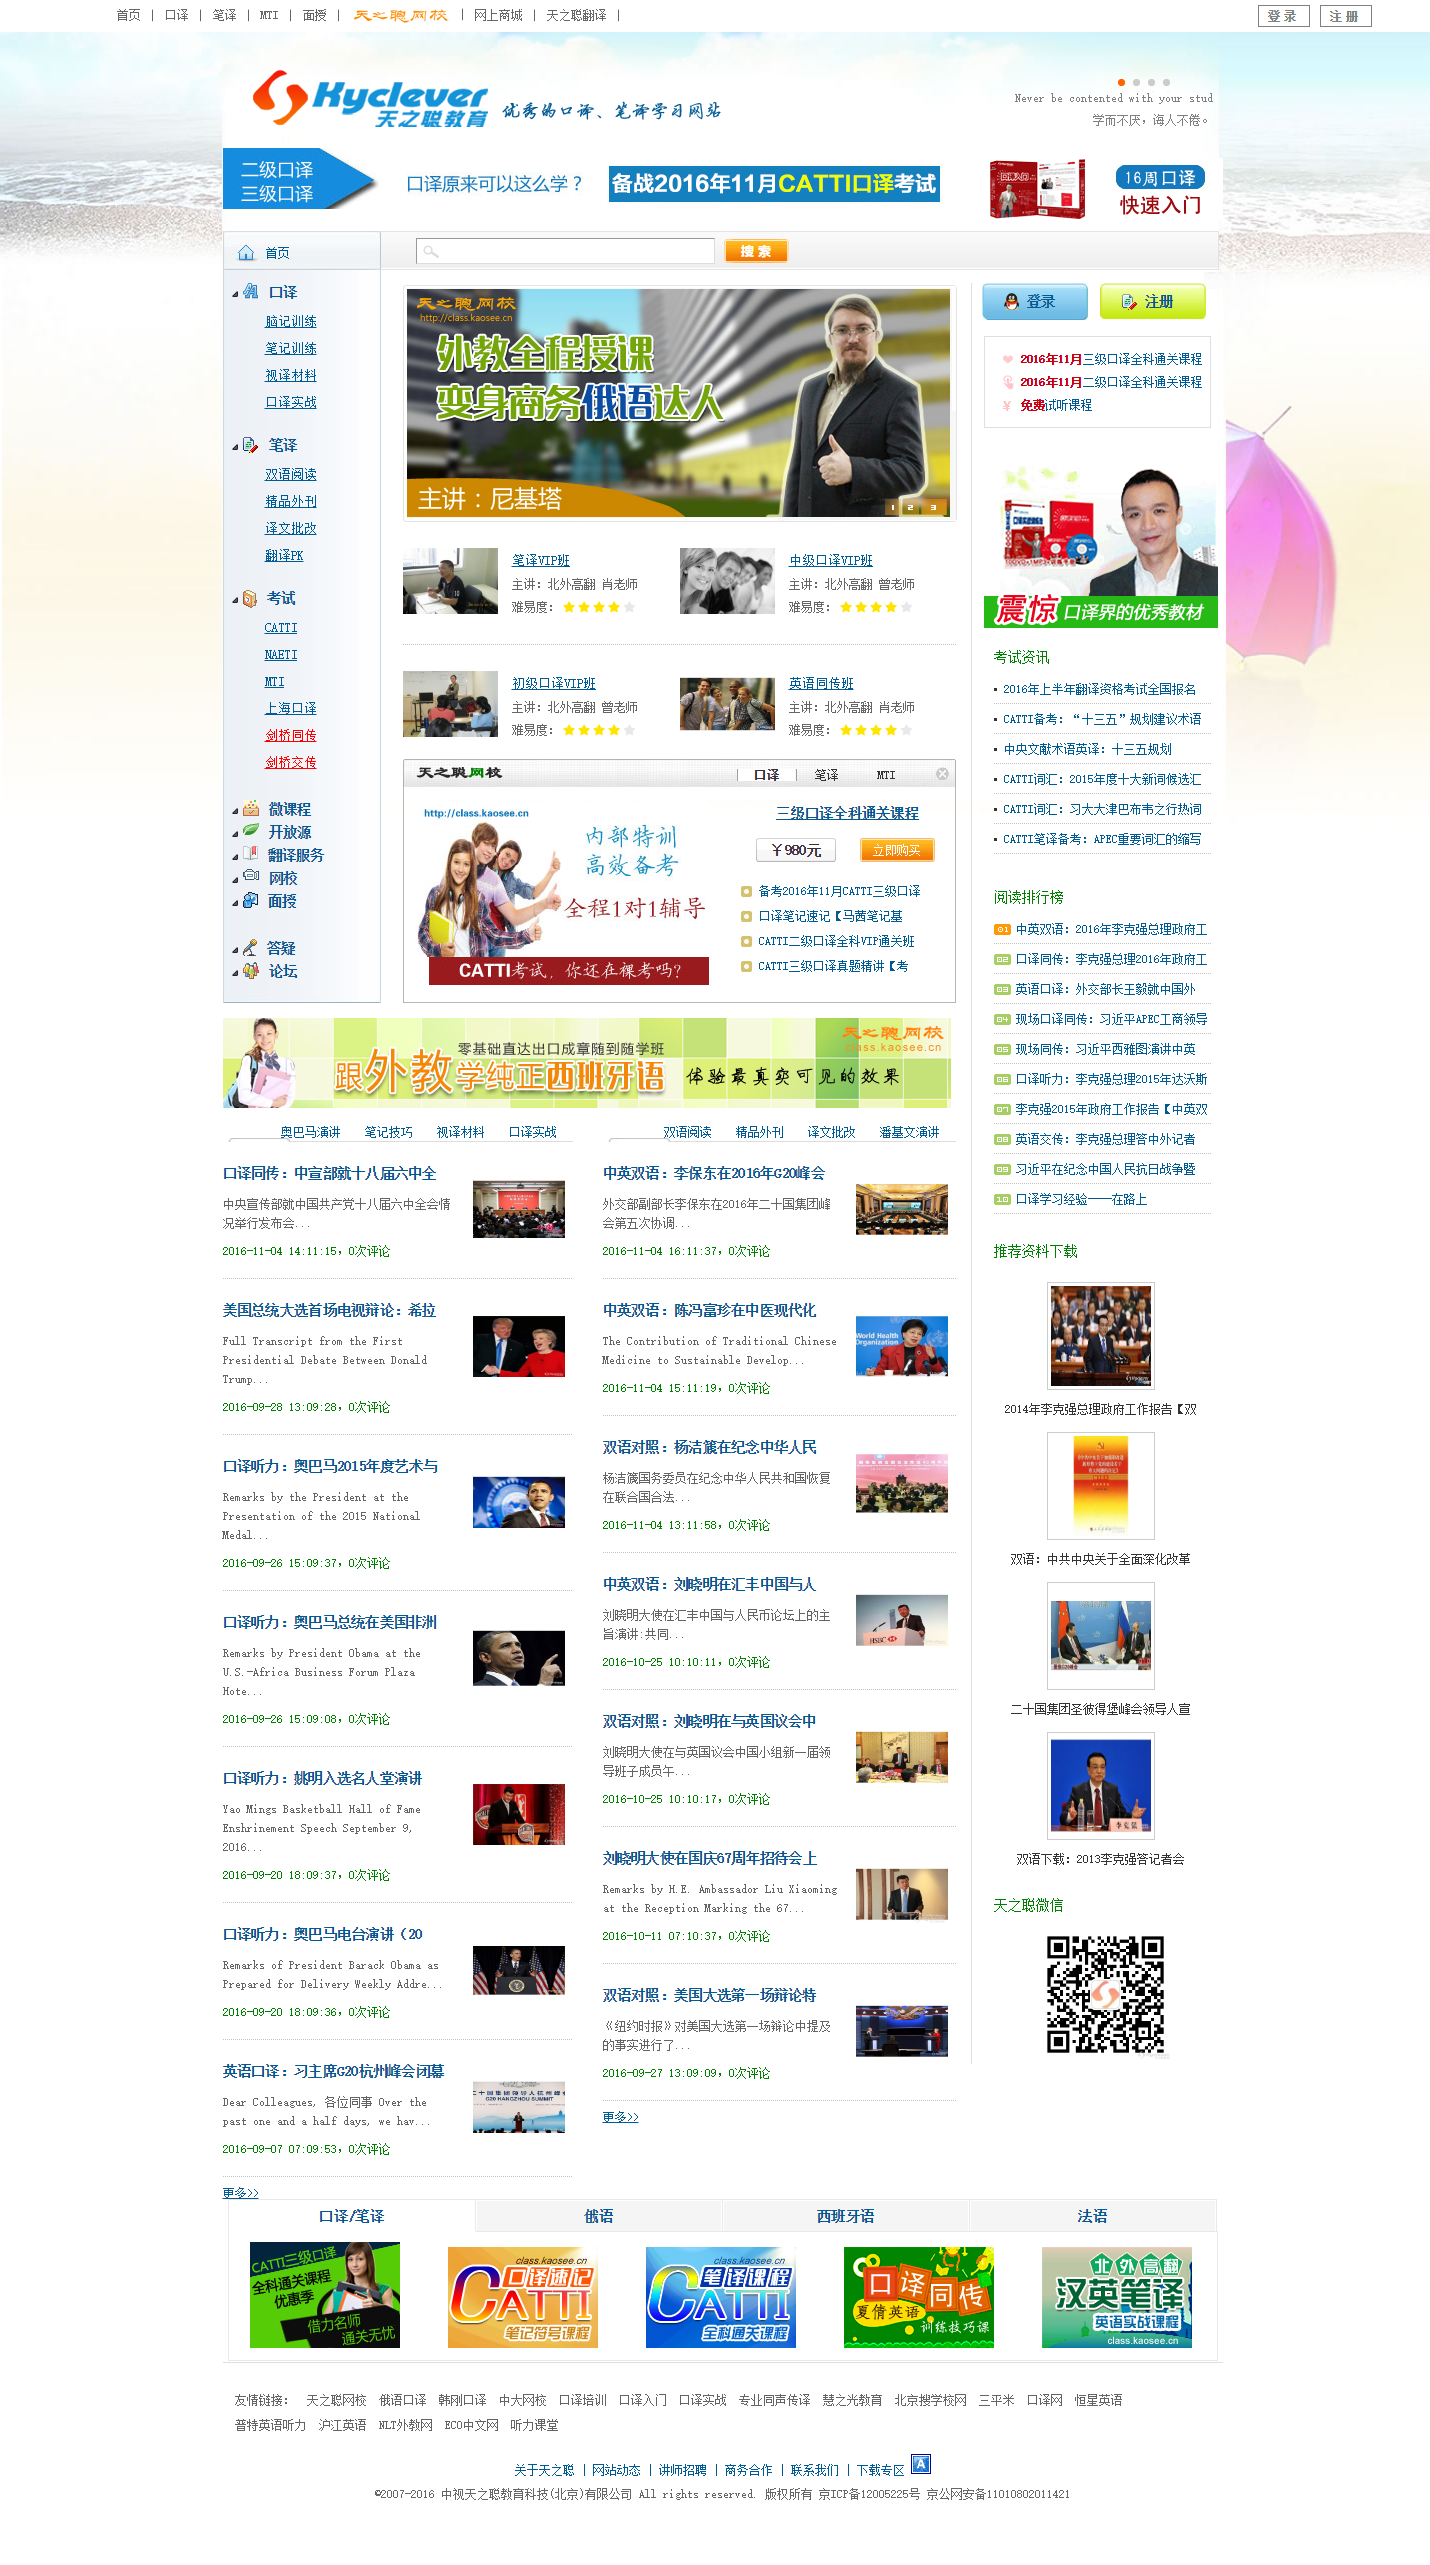 首页 | 口译 | 笔译 | MTI | 面授 | 天之聪网校 | 网上商城 | 天之聪翻译 |
登录 注册
Hyclever
天之聪教育
优秀的口译、笔译学习网站
Never be contented with your stud
学而不厌，诲人不倦。
二级口译
三级口译
口译原来可以这么学？
备战2016年11月CATTI口译考试
16周口译
快速入门
首页
搜索
口译
脑记训练
笔记训练
视译材料
口译实战
笔译
双语阅读
精品外刊
译文批改
翻译PK
考试
CATTI
NAETI
MTI
上海口译
剑桥同传
剑桥交传
微课程
开放源
翻译服务
网校
面授
答疑
论坛
天之聪网校
http://class.kaosee.cn
外教全程授课
变身商务俄语达人
主讲：尼基塔
1 2 3
笔译VIP班
主讲：北外高翻 肖老师
难易度：
中级口译VIP班
主讲：北外高翻 曾老师
难易度：
初级口译VIP班
主讲：北外高翻 曾老师
难易度：
英语同传班
主讲：北外高翻 肖老师
难易度：
天之聪网校
口译 笔译 MTI
http://class.kaosee.cn
内部特训
高效备考
全程1对1辅导
CATTI考试，你还在裸考吗？
三级口译全科通关课程
￥980元
立即购买
备考2016年11月CATTI三级口译
口译笔记速记【马茜笔记基
CATTI二级口译全科VIP通关班
CATTI三级口译真题精讲【考
登录
注册
2016年11月三级口译全科通关课程
2016年11月二级口译全科通关课程
免费试听课程
震惊 口译界的优秀教材
考试资讯
2016年上半年翻译资格考试全国报名
CATTI备考：“十三五”规划建议术语
中央文献术语英译：十三五规划
CATTI词汇：2015年度十大新词候选汇
CATTI词汇：习大大津巴布韦之行热词
CATTI笔译备考：APEC重要词汇的缩写
阅读排行榜
01 中英双语：2016年李克强总理政府工
02 口译同传：李克强总理2016年政府工
03 英语口译：外交部长王毅就中国外
04 现场口译同传：习近平APEC工商领导
05 现场同传：习近平西雅图演讲中英
06 口译听力：李克强总理2015年达沃斯
07 李克强2015年政府工作报告【中英双
08 英语交传：李克强总理答中外记者
09 习近平在纪念中国人民抗日战争暨
10 口译学习经验——在路上
推荐资料下载
2014年李克强总理政府工作报告【双
双语：中共中央关于全面深化改革
二十国集团圣彼得堡峰会领导人宣
李克强
双语下载：2013李克强答记者会
天之聪微信
零基础直达出口成章随到随学班
跟外教学纯正西班牙语
天之聪网校
class.kaosee.cn
体验最真实可见的效果
奥巴马演讲 笔记技巧 视译材料 口译实战
口译同传：中宣部就十八届六中全
中央宣传部就中国共产党十八届六中全会情
况举行发布会...
2016-11-04 14:11:15，0次评论
美国总统大选首场电视辩论：希拉
Full Transcript from the First
Presidential Debate Between Donald
Trump...
2016-09-28 13:09:28，0次评论
口译听力：奥巴马2015年度艺术与
Remarks by the President at the
Presentation of the 2015 National
Medal...
2016-09-26 15:09:37，0次评论
口译听力：奥巴马总统在美国非洲
Remarks by President Obama at the
U.S.-Africa Business Forum Plaza
Hote...
2016-09-26 15:09:08，0次评论
口译听力：姚明入选名人堂演讲
Yao Mings Basketball Hall of Fame
Enshrinement Speech September 9,
2016...
2016-09-20 18:09:37，0次评论
口译听力：奥巴马电台演讲（20
Remarks of President Barack Obama as
Prepared for Delivery Weekly Addre...
2016-09-20 18:09:36，0次评论
英语口译：习主席G20杭州峰会闭幕
Dear Colleagues, 各位同事 Over the
past one and a half days, we hav...
2016-09-07 07:09:53，0次评论
更多>>
双语阅读 精品外刊 译文批改 潘基文演讲
中英双语：李保东在2016年G20峰会
外交部副部长李保东在2016年二十国集团峰
会第五次协调...
2016-11-04 16:11:37，0次评论
中英双语：陈冯富珍在中医现代化
The Contribution of Traditional Chinese
Medicine to Sustainable Develop...
2016-11-04 15:11:19，0次评论
World Health
Organization
双语对照：杨洁篪在纪念中华人民
杨洁篪国务委员在纪念中华人民共和国恢复
在联合国合法...
2016-11-04 13:11:58，0次评论
中英双语：刘晓明在汇丰中国与人
刘晓明大使在汇丰中国与人民币论坛上的主
旨演讲:共同...
2016-10-25 10:10:11，0次评论
HSBC
双语对照：刘晓明在与英国议会中
刘晓明大使在与英国议会中国小组新一届领
导班子成员午...
2016-10-25 10:10:17，0次评论
刘晓明大使在国庆67周年招待会上
Remarks by H.E. Ambassador Liu Xiaoming
at the Reception Marking the 67...
2016-10-11 07:10:37，0次评论
双语对照：美国大选第一场辩论特
《纽约时报》对美国大选第一场辩论中提及
的事实进行了...
2016-09-27 13:09:09，0次评论
更多>>
口译/笔译 俄语 西班牙语 法语
CATTI三级口译
全科通关课程
优惠季
借力名师
通关无忧
class.kaosee.cn
口译速记
CATTI
笔记符号课程
class.kaosee.cn
笔译课程
CATTI
全科通关课程
口译同传
夏倩英语
训练技巧课
北外高翻
汉英笔译
英语实战课程
class.kaosee.cn
友情链接： 天之聪网校 俄语口译 韩刚口译 中大网校 口译培训 口译入门 口译实战 专业同声传译 慧之光教育 北京搜学校网 三平米 口译网 恒星英语
普特英语听力 沪江英语 NLT外教网 ECO中文网 听力课堂
关于天之聪 | 网站动态 | 讲师招聘 | 商务合作 | 联系我们 | 下载专区
©2007-2016 中视天之聪教育科技(北京)有限公司 All rights reserved. 版权所有 京ICP备12005225号 京公网安备11010802011421